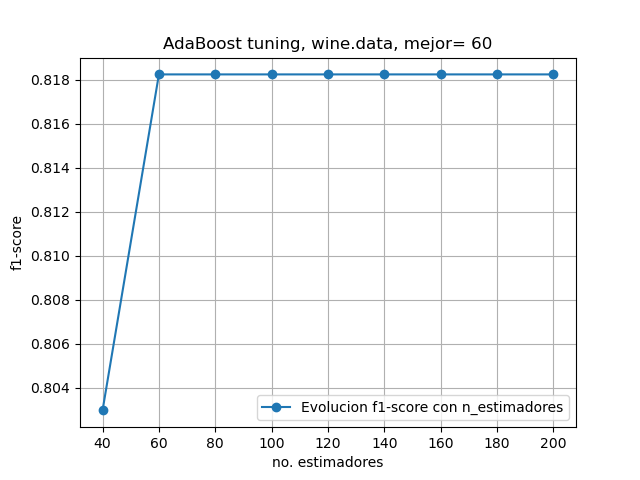 AdaBoost tuning, wine.data, mejor= 60
f1-score
0.818
0.816
0.814
0.812
0.810
0.808
0.806
0.804
Evolucion f1-score con n_estimadores
40 60 80 100 120 140 160 180 200
no. estimadores